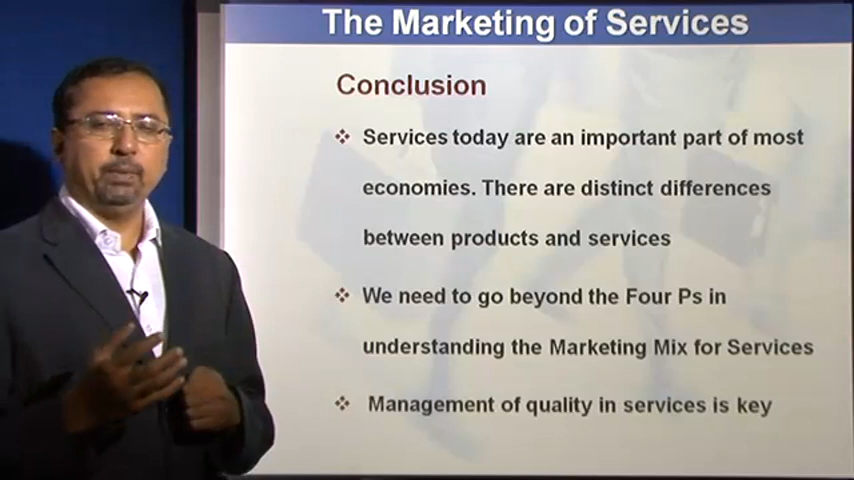 The Marketing of Services
Conclusion
Services today are an important part of most
economies. There are distinct differences
between products and services
We need to go beyond the Four Ps in
understanding the Marketing Mix for Services
Management of quality in services is key